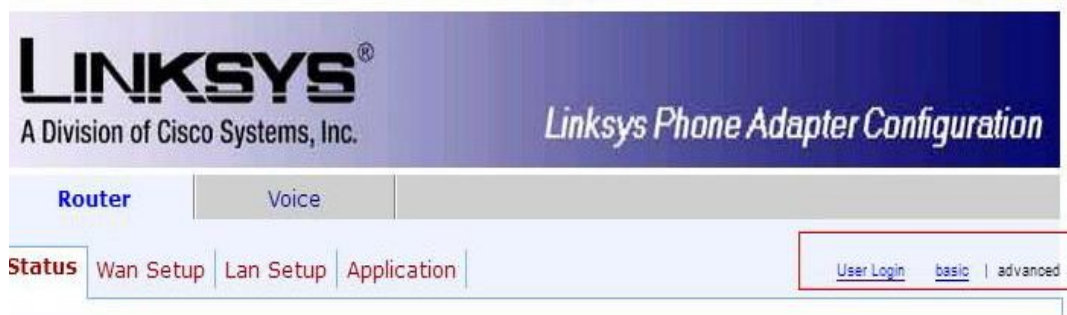 LINKSYS®
A Division of Cisco Systems, Inc.
Linksys Phone Adapter Configuration
Router Voice
Status Wan Setup Lan Setup Application User Login basic | advanced